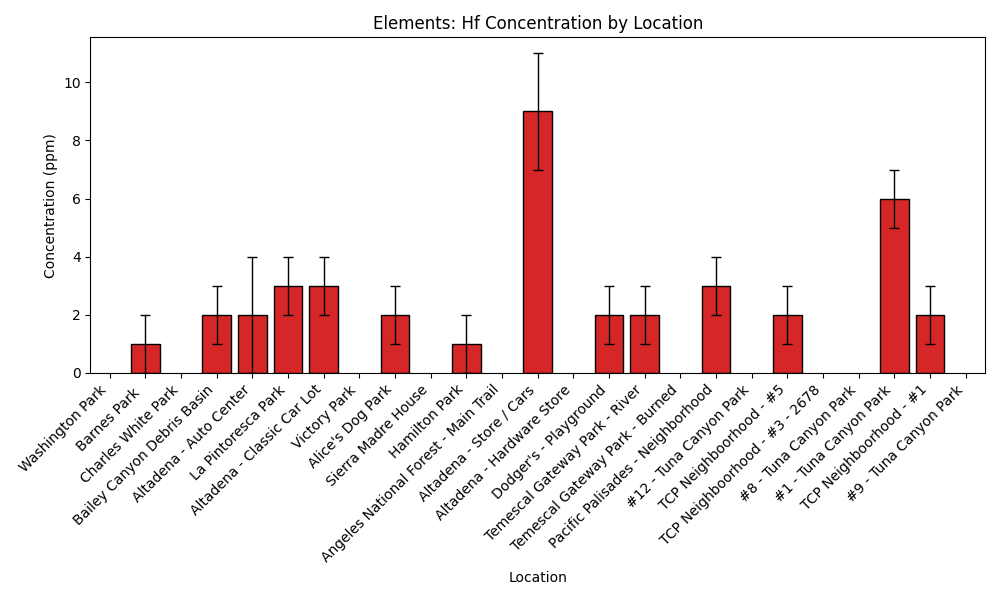 Elements: Hf Concentration by Location
Concentration (ppm)
10
8
6
4
2
0
Washington Park
Barnes Park
Charles White Park
Bailey Canyon Debris Basin
Altadena - Auto Center
La Pintoresca Park
Altadena - Classic Car Lot
Victory Park
Alice's Dog Park
Sierra Madre House
Hamilton Park
Angeles National Forest - Main Trail
Altadena - Store / Cars
Altadena - Hardware Store
Dodger's - Playground
Temescal Gateway Park - River
Temescal Gateway Park - Burned
Pacific Palisades - Neighborhood
#12 - Tuna Canyon Park
TCP Neighboorhood - #5
TCP Neighboorhood - #3 - 2678
#8 - Tuna Canyon Park
#1 - Tuna Canyon Park
TCP Neighboorhood - #1
#9 - Tuna Canyon Park
Location